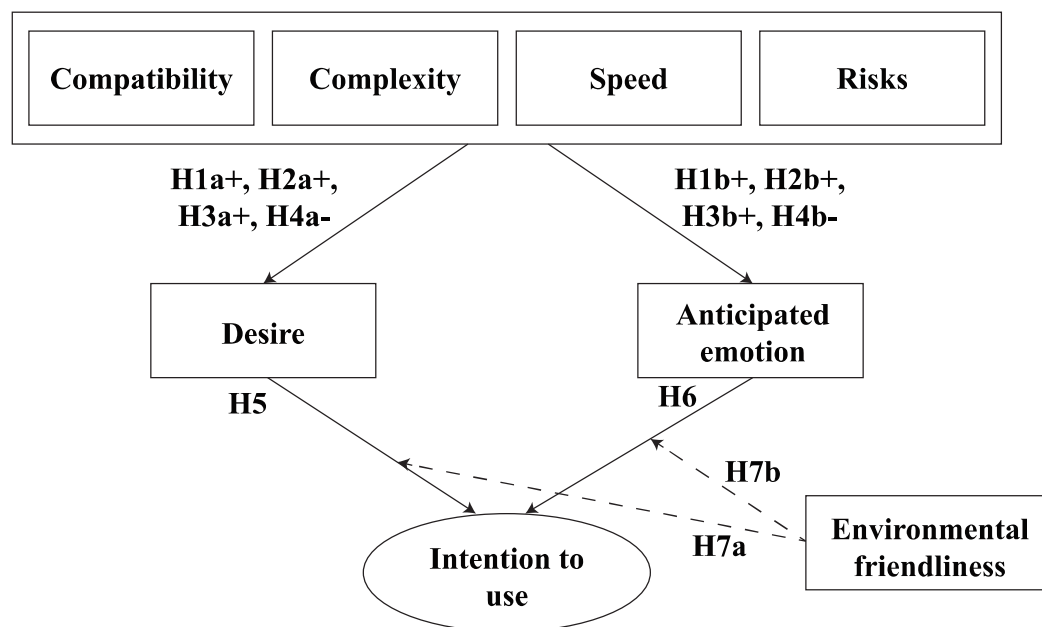 Compatibility
Complexity
Speed
Risks
H1a+, H2a+,
H3a+, H4a-
H1b+, H2b+,
H3b+, H4b-
Desire
Anticipated
emotion
H5
H6
H7b
H7a
Environmental
friendliness
Intention to
use